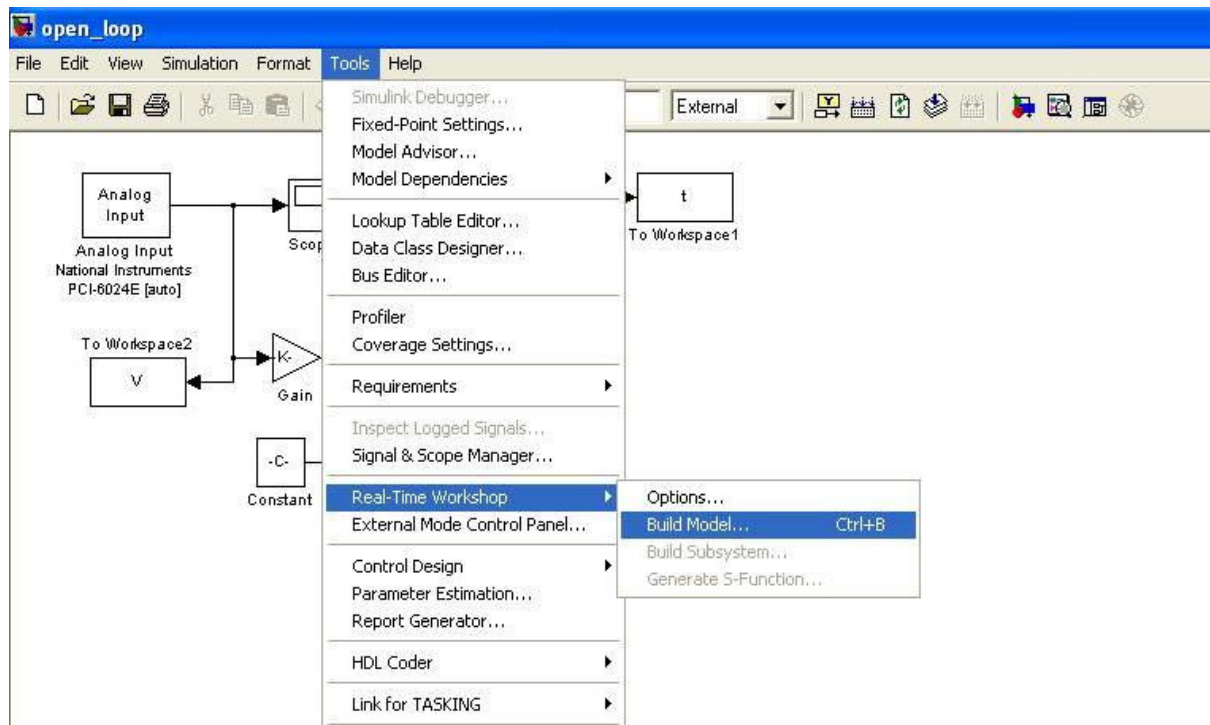 open_loop
File Edit View Simulation Format Tools Help
External
Simulink Debugger...
Fixed-Point Settings...
Model Advisor...
Model Dependencies
Lookup Table Editor...
Data Class Designer...
Bus Editor...
Profiler
Coverage Settings...
Requirements
Inspect Logged Signals...
Signal & Scope Manager...
Real-Time Workshop
External Mode Control Panel...
Control Design
Parameter Estimation...
Report Generator...
HDL Coder
Link for TASKING
Options...
Build Model... Ctrl+B
Build Subsystem...
Generate S-Function...
Analog
Input
Analog Input
National Instruments
PCI-6024E [auto]
Scop
t
To Workspace1
To Workspace2
V
K-
Gain
-C-
Constant